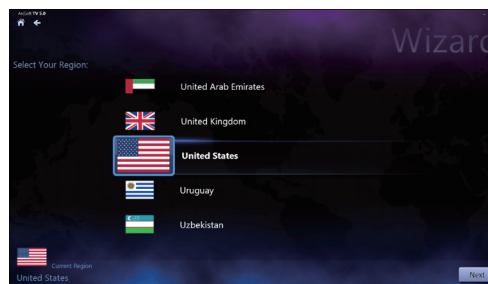 ArcSoft TV 5.0
Wizard
Select Your Region:
United Arab Emirates
United Kingdom
United States
Uruguay
Uzbekistan
Current Region
United States
Next